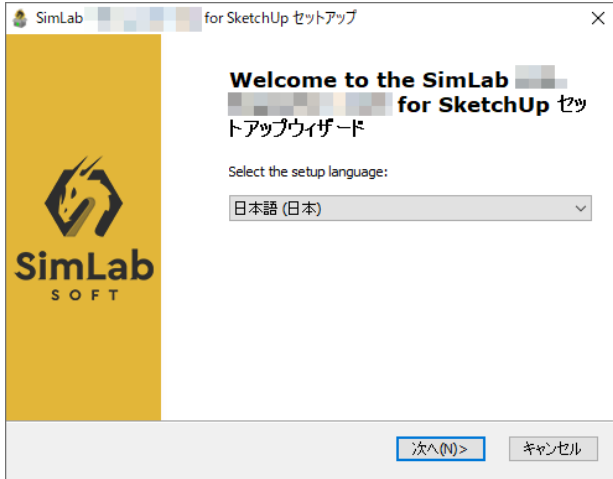 SimLab for SketchUp セットアップ
Welcome to the SimLab
for SketchUp セッ
トアップウィザード
Select the setup language:
日本語 (日本)
SimLab
SOFT
次へ(N)>
キャンセル